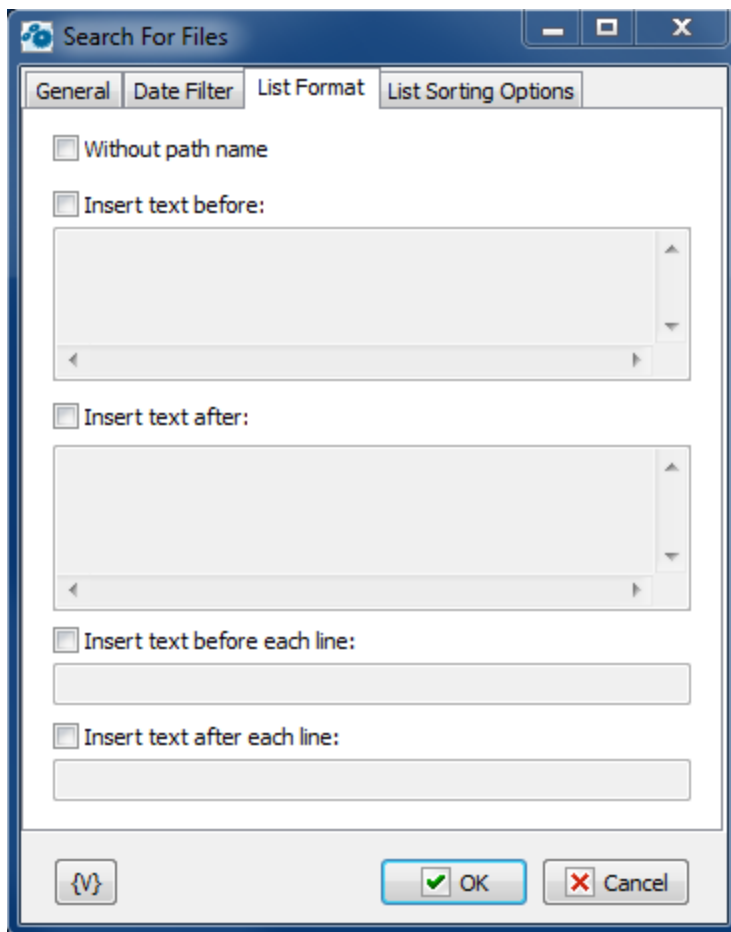 Search For Files
General Date Filter List Format List Sorting Options
Without path name
Insert text before:
Insert text after:
Insert text before each line:
Insert text after each line:
{V} OK Cancel